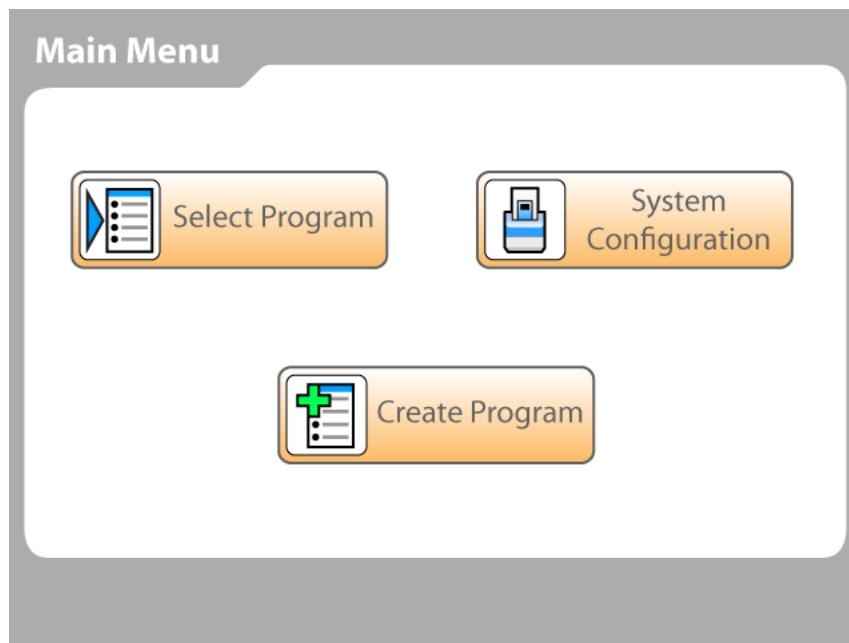 Main Menu
Select Program
System
Configuration
Create Program